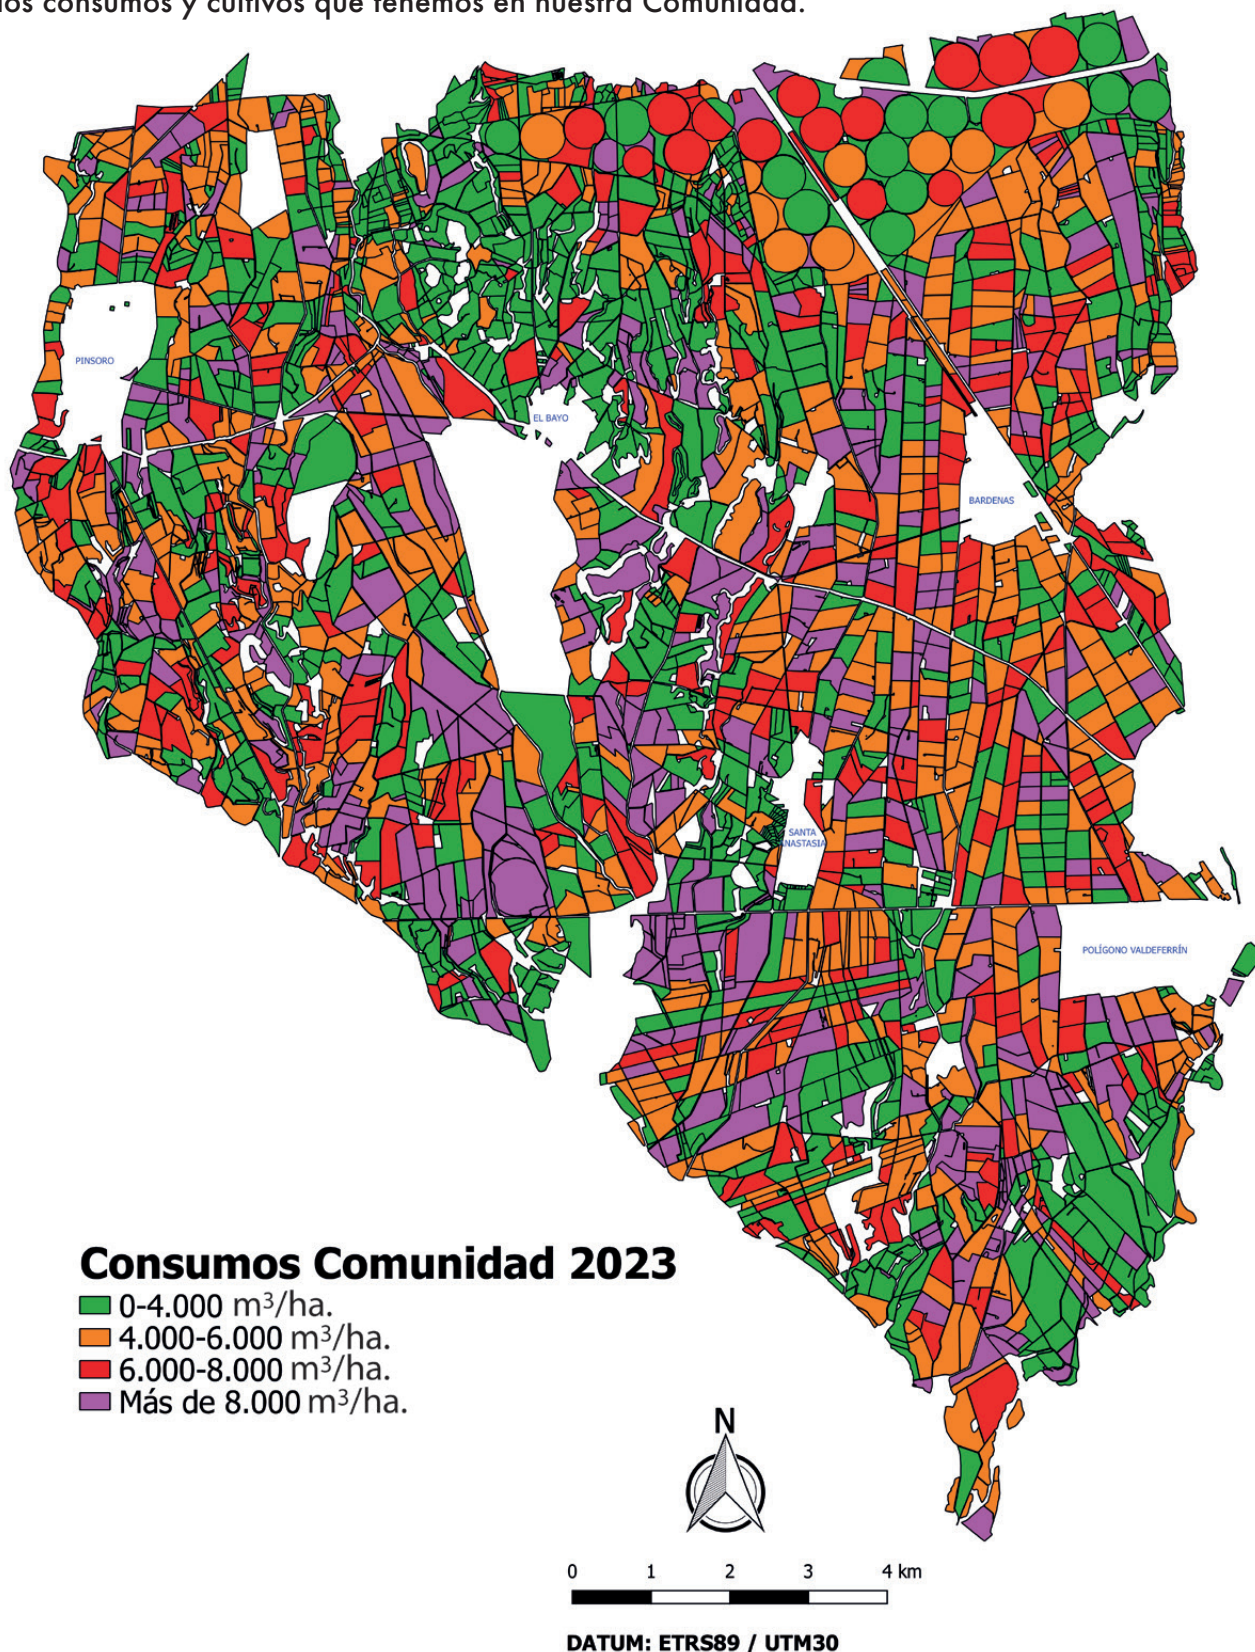 los consumos y cultivos que tenemos en nuestra Comunidad.
PINSORO
EL BAYO
BARDENAS
SANTA
ANASTASIA
POLÍGONO VALDEFERRÍN
Consumos Comunidad 2023
0-4.000 m³/ha.
4.000-6.000 m³/ha.
6.000-8.000 m³/ha.
Más de 8.000 m³/ha.
N
0 1 2 3 4 km
DATUM: ETRS89 / UTM30